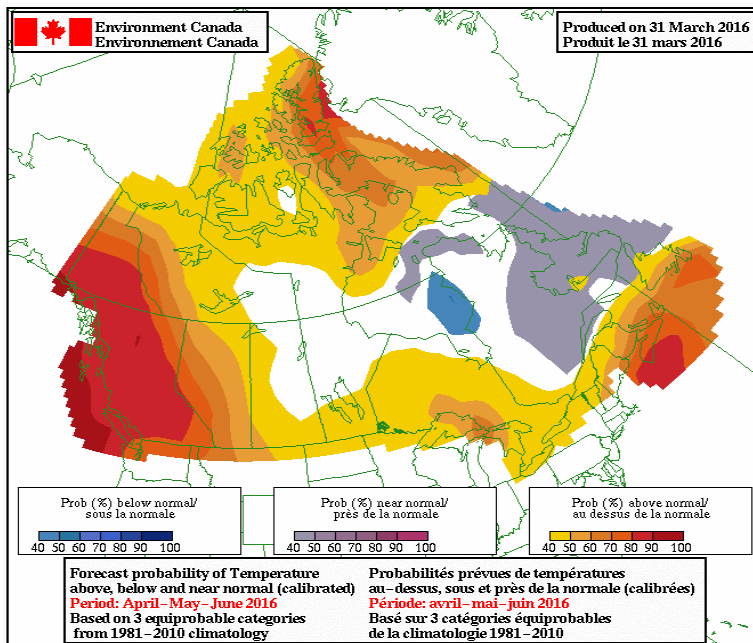 Environment Canada
Environnement Canada
Produced on 31 March 2016
Produit le 31 mars 2016
Prob (%) below normal/
sous la normale
40 50 60 70 80 90 100
Prob (%) near normal/
près de la normale
40 50 60 70 80 90 100
Prob (%) above normal/
au dessus de la normale
40 50 60 70 80 90 100
Forecast probability of Temperature
above, below and near normal (calibrated)
Period: April-May-June 2016
Based on 3 equiprobable categories
from 1981-2010 climatology
Probabilités prévues de températures
au-dessus, sous et près de la normale (calibrées)
Période: avril-mai-juin 2016
Basé sur 3 catégories équiprobables
de la climatologie 1981-2010